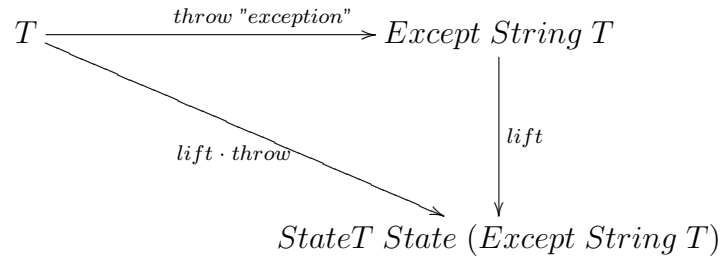 throw "exception"
T
Except String T
lift · throw
lift
StateT State (Except String T)